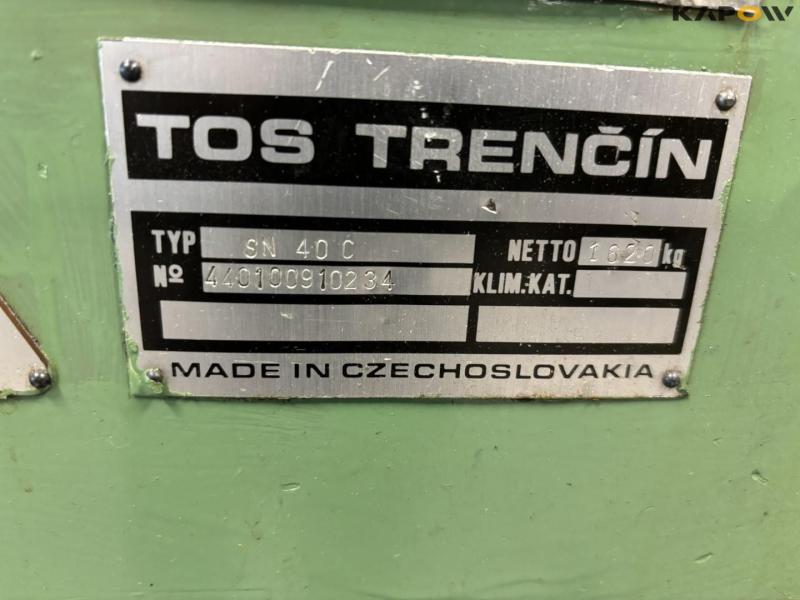 KAPOW
TOS TRENČÍN
TYP SN 40 C NETTO 1620 kg
Nº 440100910234 KLIM.KAT.
MADE IN CZECHOSLOVAKIA